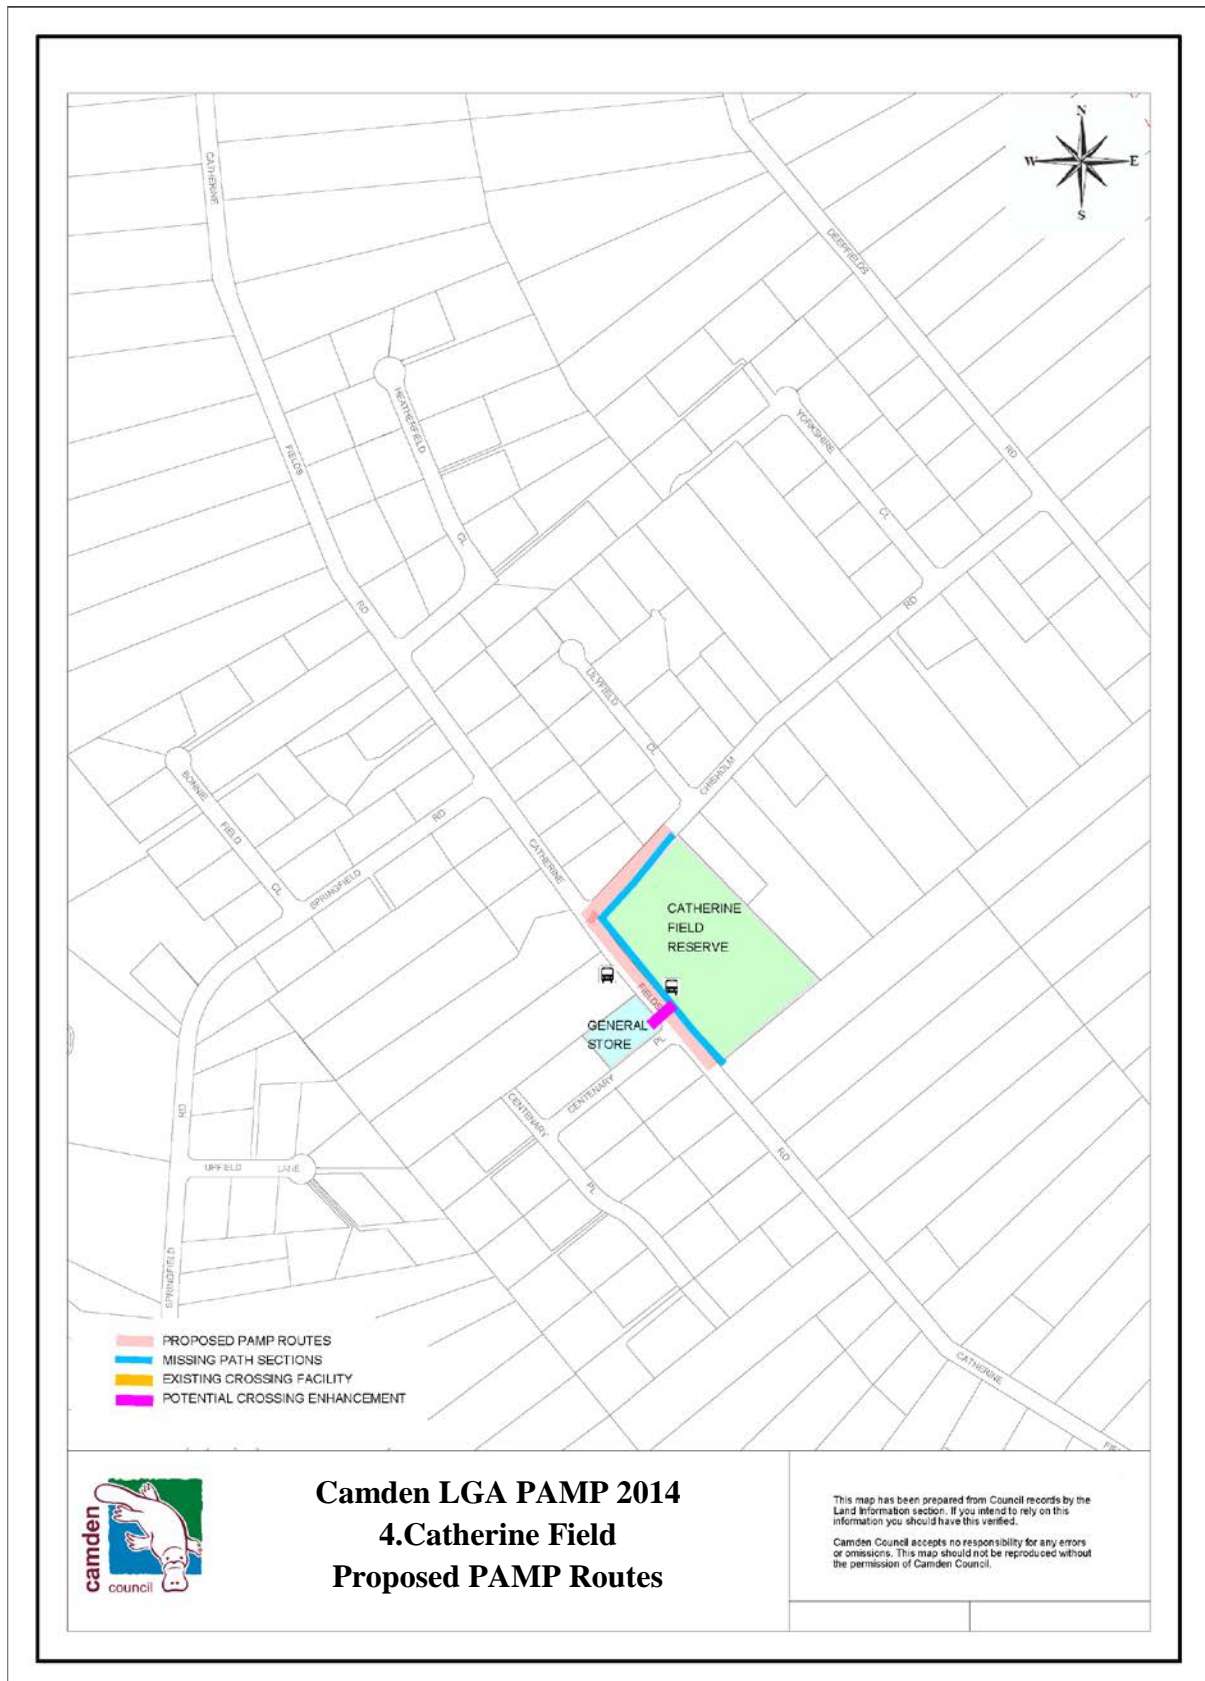 N
W E
S
CATHERINE
DEEPFIELDS
HEATHERFIELD
YORKSHIRE
FIELDS
RD
CL
CL
RD
RD
LILYFIELD
CL
CHISHOLM
BONNIE
FIELD
CL
RD
SPRINGFIELD
CATHERINE
CATHERINE
FIELD
RESERVE
FIELDS
GENERAL
STORE
PL
CENTENARY
CENTENARY
PL
RD
RD
UPFIELD LANE
SPRINGFIELD
CATHERINE
PROPOSED PAMP ROUTES
MISSING PATH SECTIONS
EXISTING CROSSING FACILITY
POTENTIAL CROSSING ENHANCEMENT
camden
council
Camden LGA PAMP 2014
4.Catherine Field
Proposed PAMP Routes
This map has been prepared from Council records by the
Land Information section. If you intend to rely on this
information you should have this verified.
Camden Council accepts no responsibility for any errors
or omissions. This map should not be reproduced without
the permission of Camden Council.